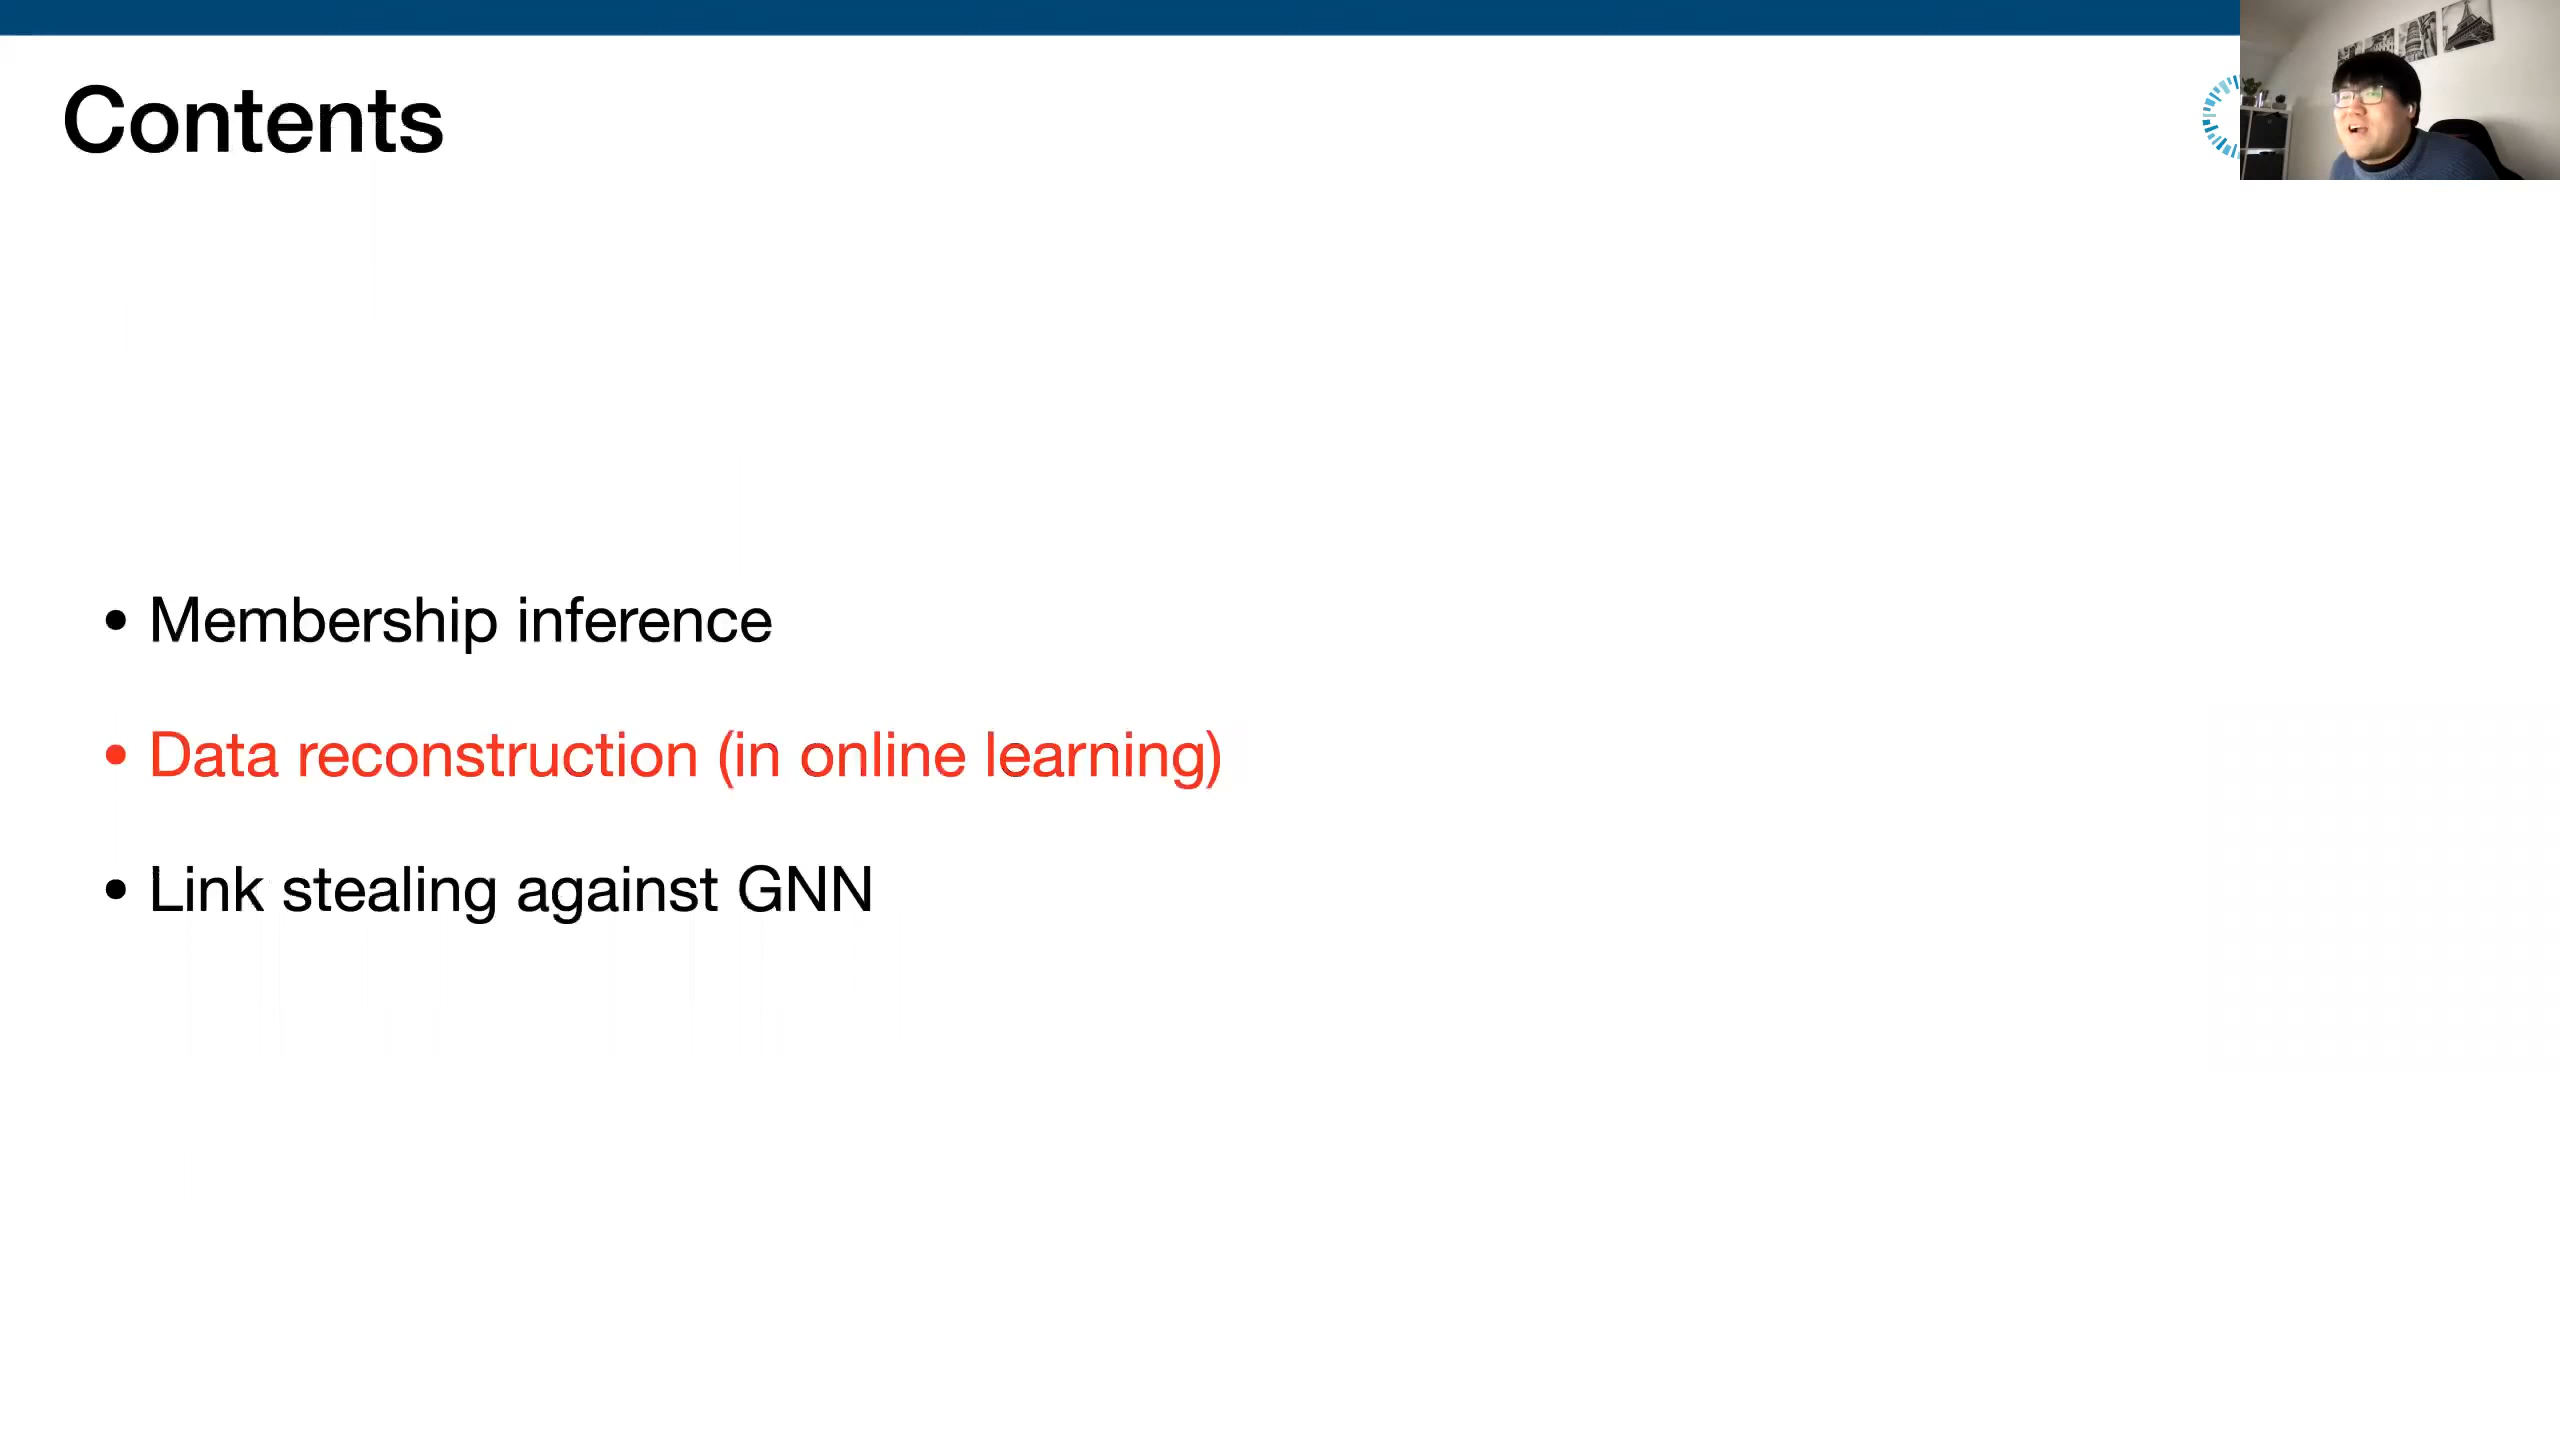 Contents
• Membership inference
• Data reconstruction (in online learning)
• Link stealing against GNN